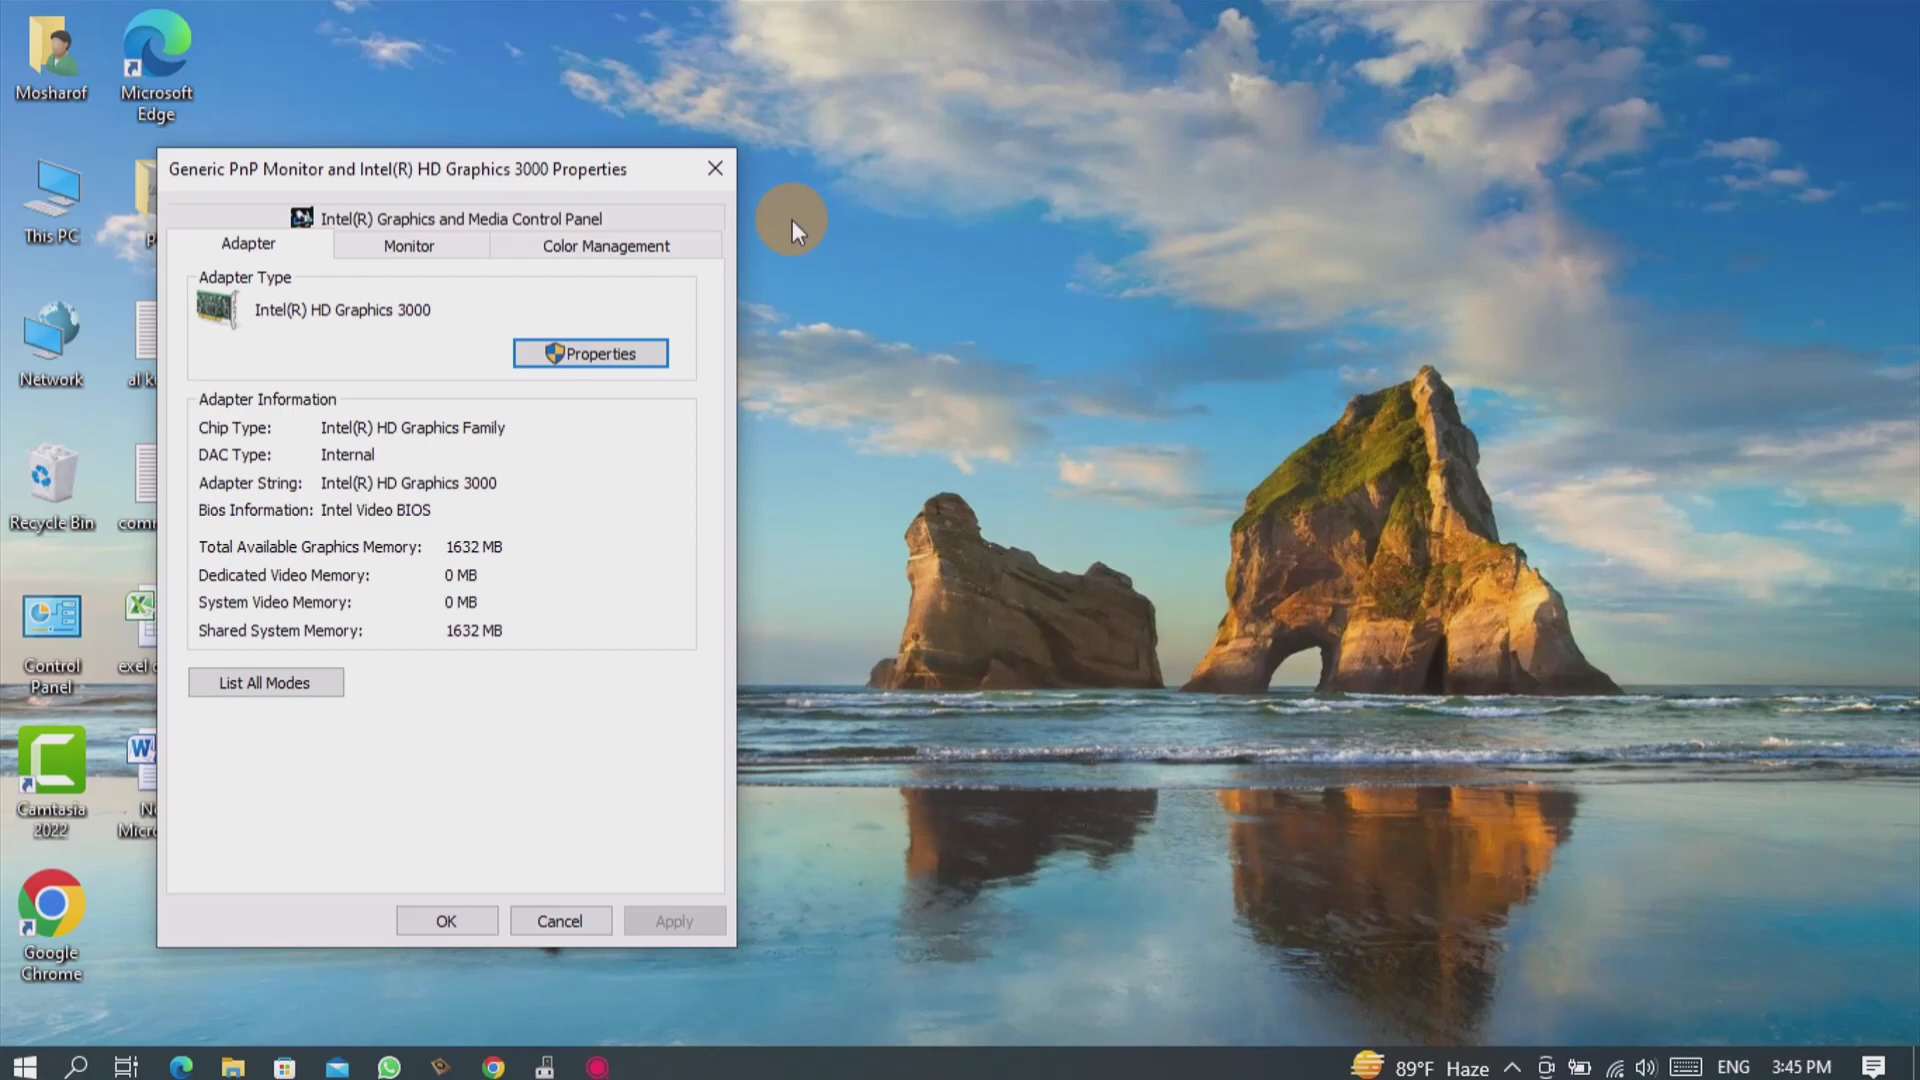 Mosharof
Microsoft
Edge
This PC
Network
Recycle Bin
Control
Panel
Camtasia
2022
Google
Chrome
Generic PnP Monitor and Intel(R) HD Graphics 3000 Properties
Intel(R) Graphics and Media Control Panel
Adapter
Monitor
Color Management
Adapter Type
Intel(R) HD Graphics 3000
Properties
Adapter Information
Chip Type: Intel(R) HD Graphics Family
DAC Type: Internal
Adapter String: Intel(R) HD Graphics 3000
Bios Information: Intel Video BIOS
Total Available Graphics Memory: 1632 MB
Dedicated Video Memory: 0 MB
System Video Memory: 0 MB
Shared System Memory: 1632 MB
List All Modes
OK
Cancel
Apply
89°F Haze
ENG
3:45 PM